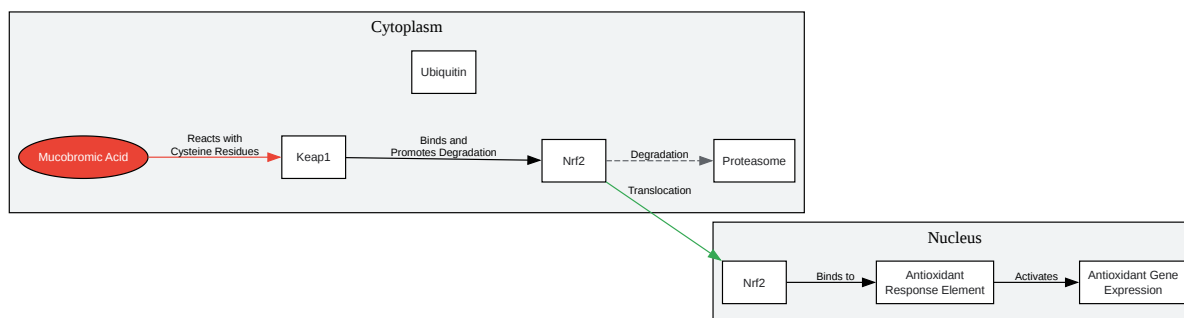 Cytoplasm
Ubiquitin
Mucobromic Acid
Reacts with
Cysteine Residues
Keap1
Binds and
Promotes Degradation
Nrf2
Degradation
Proteasome
Translocation
Nucleus
Nrf2
Binds to
Antioxidant
Response Element
Activates
Antioxidant Gene
Expression